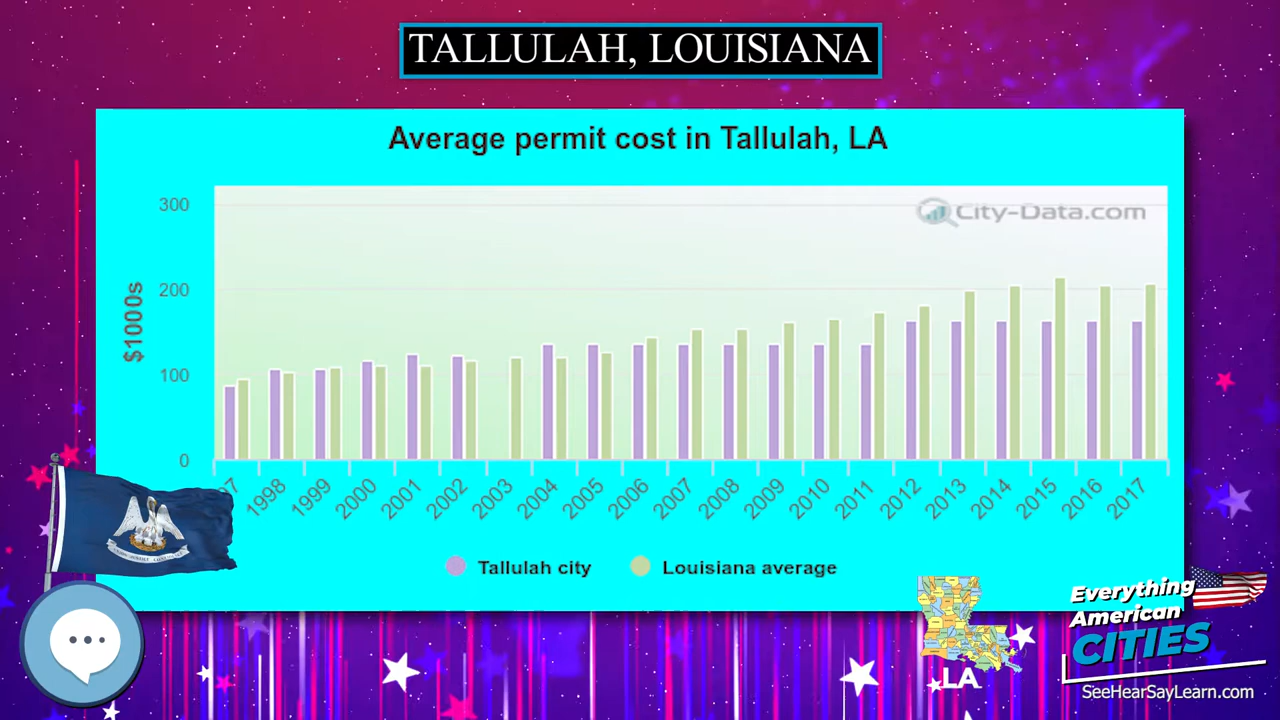 TALLULAH, LOUISIANA
Average permit cost in Tallulah, LA
City-Data.com
300
200
100
0
$1000s
97 1998 1999 2000 2001 2002 2003 2004 2005 2006 2007 2008 2009 2010 2011 2012 2013 2014 2015 2016 2017
Tallulah city Louisiana average
Everything
American
CITIES
LA
SeeHearSayLearn.com